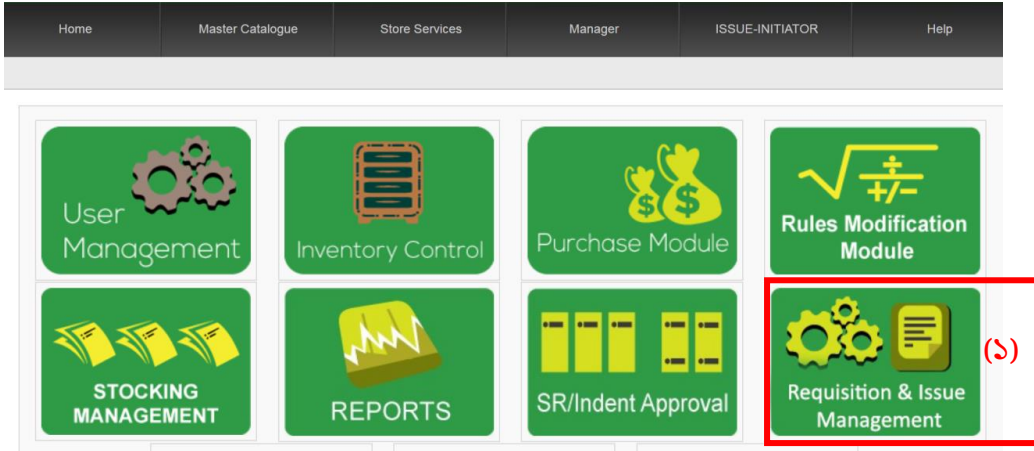 Home Master Catalogue Store Services Manager ISSUE-INITIATOR Help
User
Management
Inventory Control
Purchase Module
Rules Modification
Module
STOCKING
MANAGEMENT
REPORTS
SR/Indent Approval
Requisition & Issue
Management
(১)